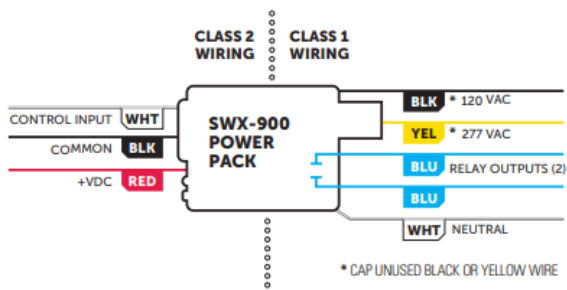 CLASS 2 WIRING
CLASS 1 WIRING
CONTROL INPUT WHT
COMMON BLK
+VDC RED
SWX-900
POWER
PACK
BLK * 120 VAC
YEL * 277 VAC
BLU RELAY OUTPUTS (2)
BLU
WHT NEUTRAL
* CAP UNUSED BLACK OR YELLOW WIRE